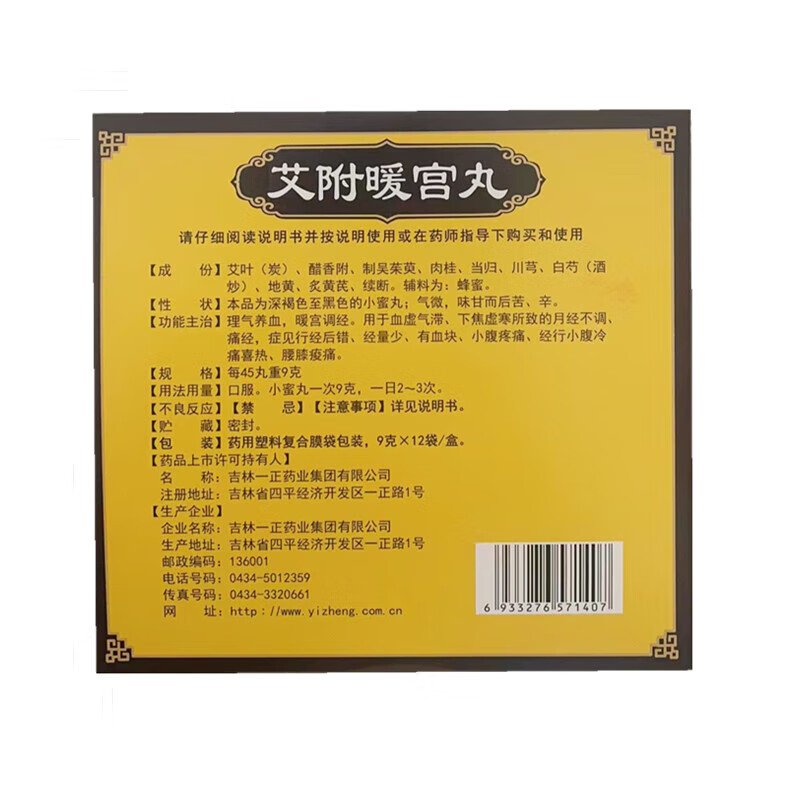 艾附暖宫丸
请仔细阅读说明书并按说明使用或在药师指导下购买和使用
【成 份】艾叶(炭)、醋香附、制吴茱萸、肉桂、当归、川芎、白芍(酒
炒)、地黄、炙黄芪、续断。辅料为:蜂蜜。
【性 状】本品为深褐色至黑色的小蜜丸;气微,味甘而后苦、辛。
【功能主治】理气养血,暖宫调经。用于血虚气滞、下焦虚寒所致的月经不调、
痛经,症见行经后错、经量少、有血块、小腹疼痛、经行小腹冷
痛喜热、腰膝痠痛。
【规 格】每45丸重9克
【用法用量】口服。小蜜丸一次9克,一日2~3次。
【不良反应】【禁 忌】【注意事项】详见说明书。
【贮 藏】密封。
【包 装】药用塑料复合膜袋包装,9克×12袋/盒。
【药品上市许可持有人】
名 称:吉林一正药业集团有限公司
注册地址:吉林省四平经济开发区一正路1号
【生产企业】
企业名称:吉林一正药业集团有限公司
生产地址:吉林省四平经济开发区一正路1号
邮政编码:136001
电话号码:0434-5012359
传真号码:0434-3320661
网 址:http://www.yizheng.com.cn
6 933276 571407